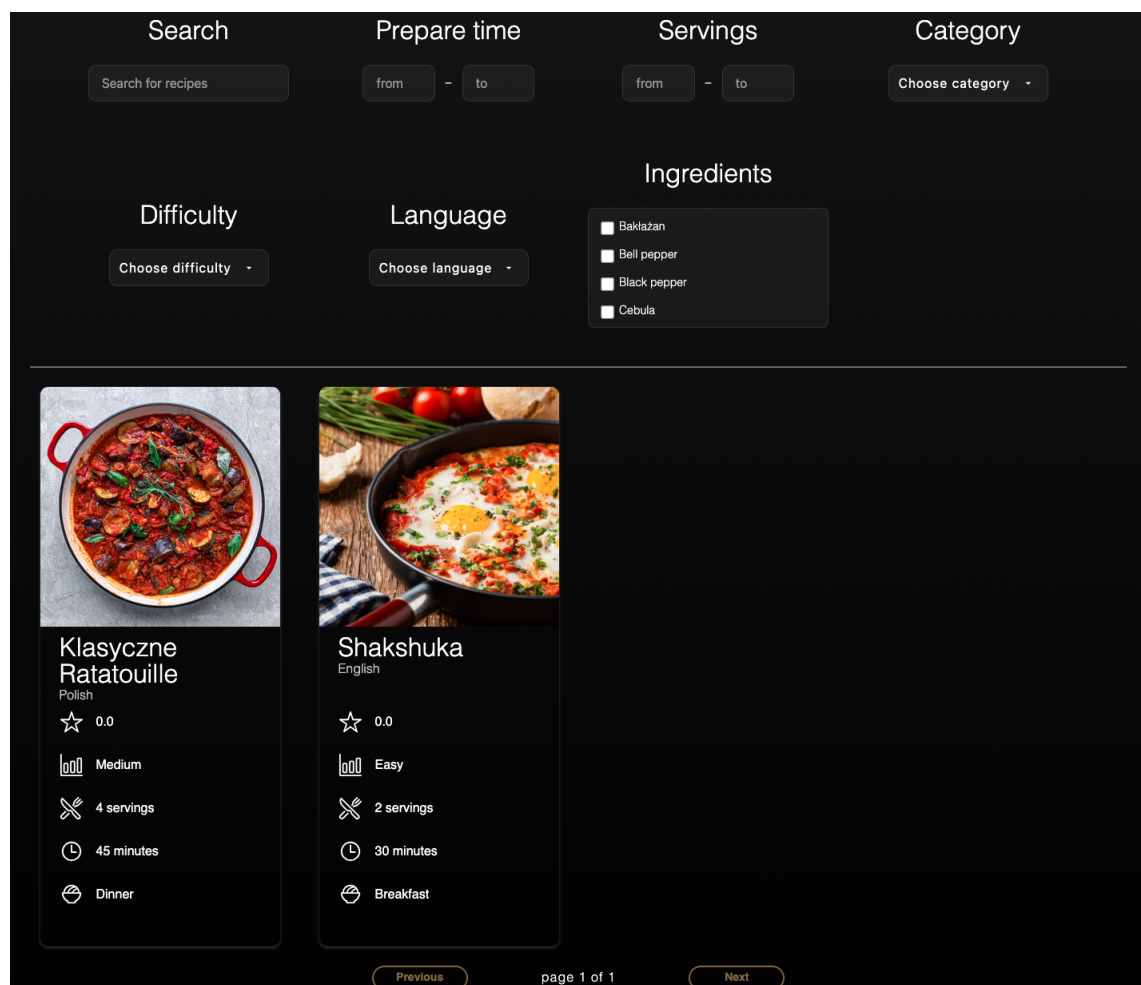 Search
Prepare time
Servings
Category
Search for recipes
from – to
from – to
Choose category
Ingredients
Difficulty
Language
Choose difficulty
Choose language
Bakłażan
Bell pepper
Black pepper
Cebula
Klasyczne
Ratatouille
Polish
0.0
Medium
4 servings
45 minutes
Dinner
Shakshuka
English
0.0
Easy
2 servings
30 minutes
Breakfast
Previous
page 1 of 1
Next